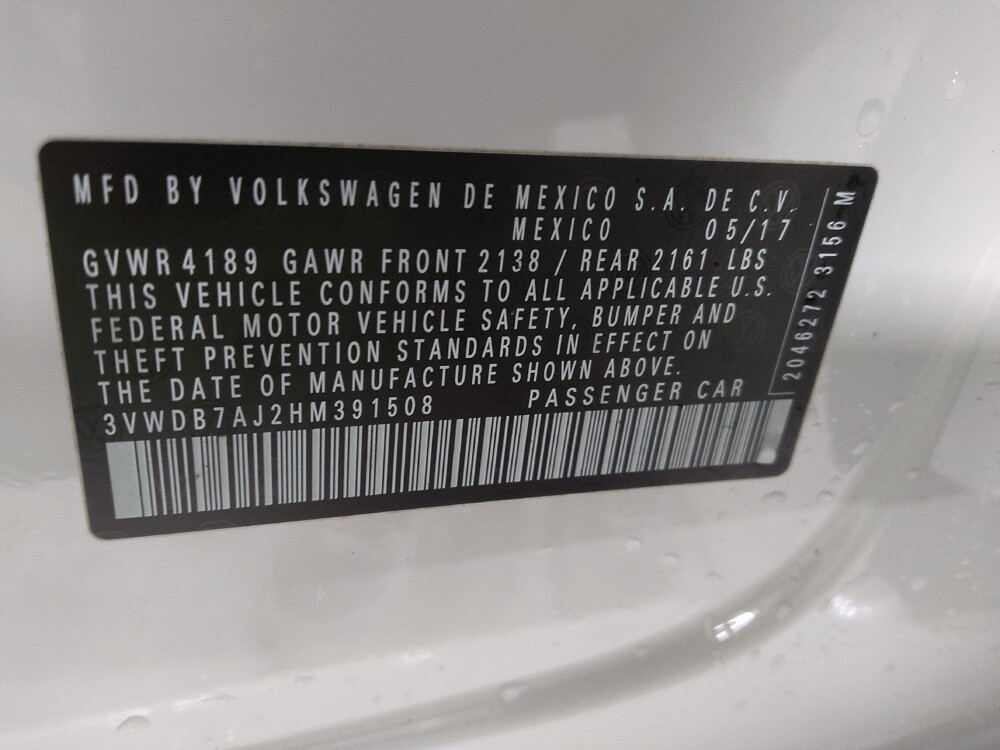 MFD BY VOLKSWAGEN DE MEXICO S.A. DE C.V.
MEXICO 05/17
GVWR 4189 GAWR FRONT 2138 / REAR 2161 LBS
THIS VEHICLE CONFORMS TO ALL APPLICABLE U.S.
FEDERAL MOTOR VEHICLE SAFETY, BUMPER AND
THEFT PREVENTION STANDARDS IN EFFECT ON
THE DATE OF MANUFACTURE SHOWN ABOVE.
3VWDB7AJ2HM391508 PASSENGER CAR
2046272 3156 M